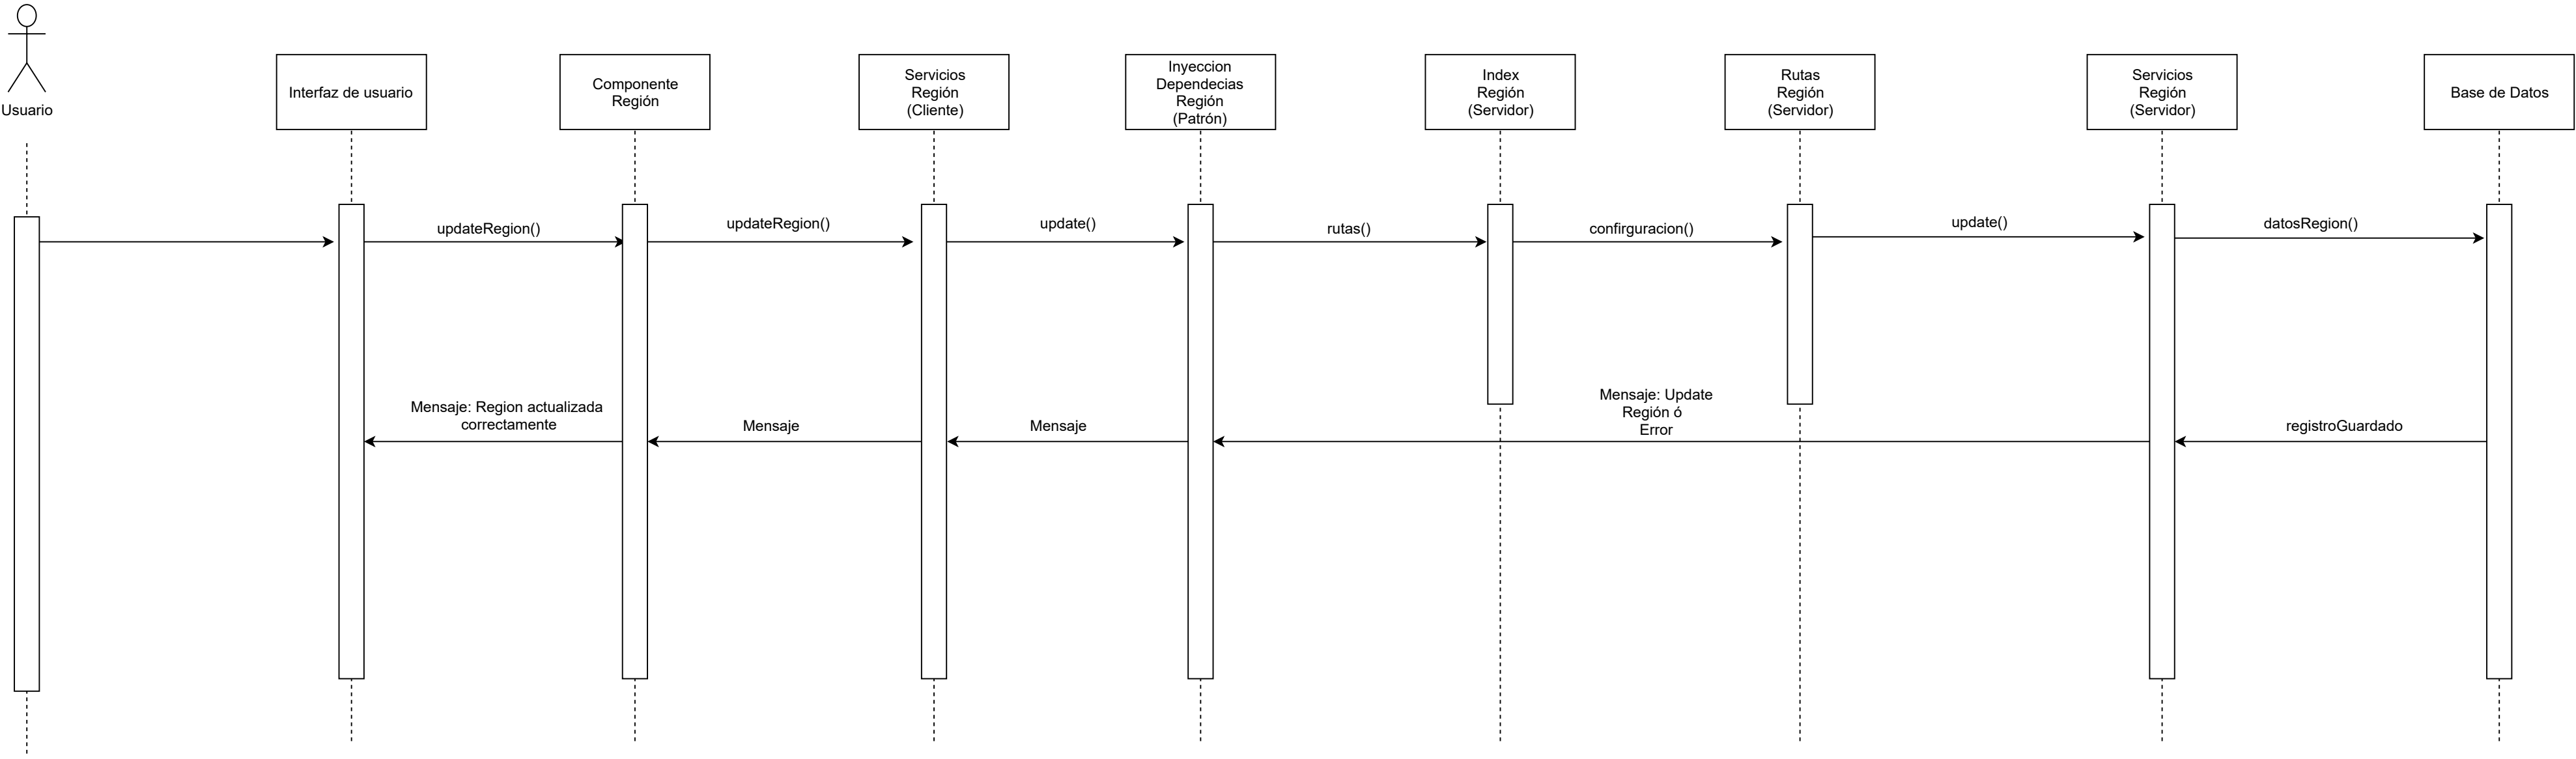 Usuario
Interfaz de usuario
Componente
Región
Servicios
Región
(Cliente)
Inyeccion
Dependecias
Región
(Patrón)
Index
Región
(Servidor)
Rutas
Región
(Servidor)
Servicios
Región
(Servidor)
Base de Datos
updateRegion()
updateRegion()
update()
rutas()
confirguracion()
update()
datosRegion()
Mensaje: Region actualizada
correctamente
Mensaje
Mensaje
Mensaje: Update
Región ó
Error
registroGuardado